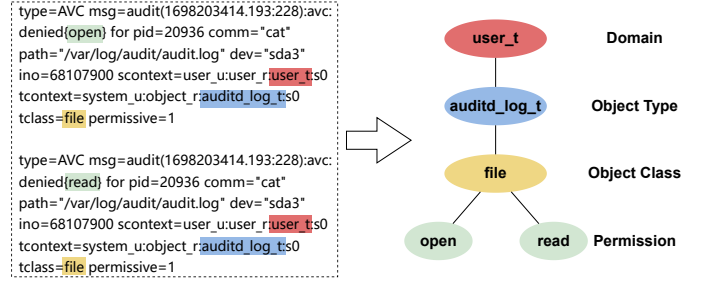 type=AVC msg=audit(1698203414.193:228):avc:
denied{open} for pid=20936 comm="cat"
path="/var/log/audit/audit.log" dev="sda3"
ino=68107900 scontext=user_u:user_r:user_t:s0
tcontext=system_u:object_r:auditd_log_t:s0
tclass=file permissive=1
type=AVC msg=audit(1698203414.193:228):avc:
denied{read} for pid=20936 comm="cat"
path="/var/log/audit/audit.log" dev="sda3"
ino=68107900 scontext=user_u:user_r:user_t:s0
tcontext=system_u:object_r:auditd_log_t:s0
tclass=file permissive=1
user_t Domain
auditd_log_t Object Type
file Object Class
open read Permission